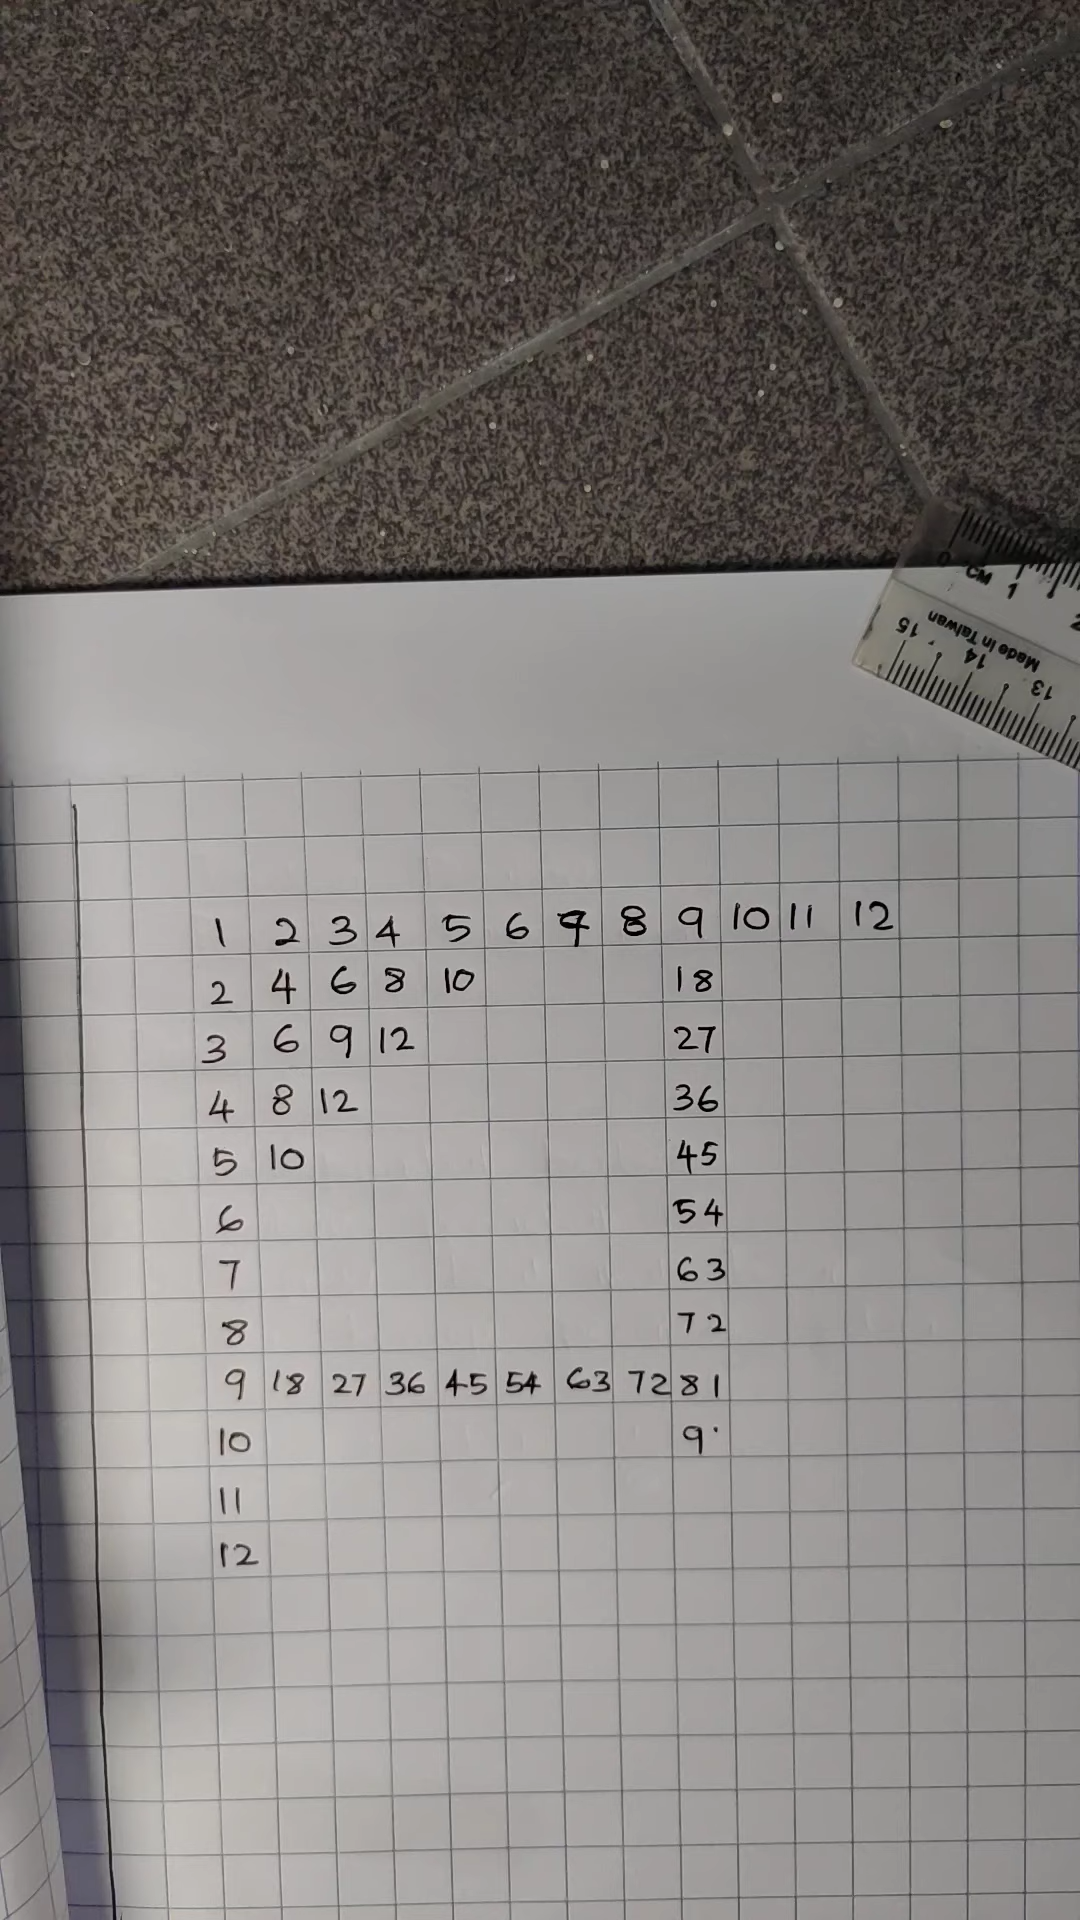 0 CM 1 2
Made in Taiwan
15 14 13
1 2 3 4 5 6 7 8 9 10 11 12
2 4 6 8 10 18
3 6 9 12 27
4 8 12 36
5 10 45
6 54
7 63
8 72
9 18 27 36 45 54 63 72 81
10 9
11
12